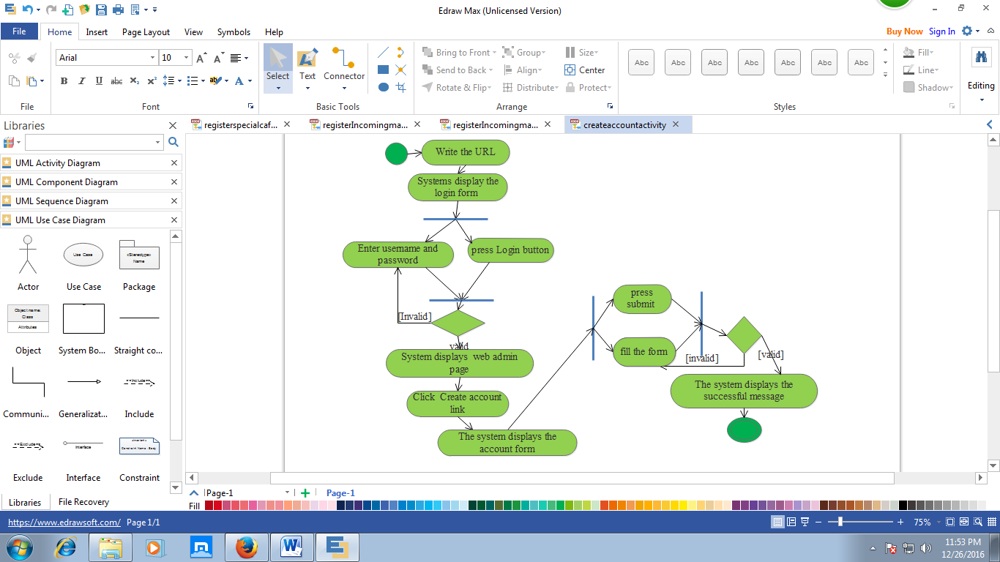 Edraw Max (Unlicensed Version)
File
Home
Insert
Page Layout
View
Symbols
Help
Buy Now
Sign In
Arial
10
B I U abc X₂ X²
A
Select
Text
Connector
Bring to Front
Send to Back
Rotate & Flip
Group
Align
Distribute
Size
Center
Protect
Abc
Abc
Abc
Abc
Abc
Abc
Abc
Fill
Line
Shadow
Editing
File
Font
Basic Tools
Arrange
Styles
Libraries
registerspecialcaf...
registerIncomingma...
registerIncomingma...
createaccountactivity
UML Activity Diagram
UML Component Diagram
UML Sequence Diagram
UML Use Case Diagram
Use Case
«Stereotype»
Name
Actor
Use Case
Package
Object name:
Class
Attributes
Object
System Bo...
Straight co...
<<Include>>
Communi...
Generalizat...
Include
<<Exclude>>
Interface
Constraint Name : Body
Exclude
Interface
Constraint
Libraries
File Recovery
Write the URL
Systems display the
login form
Enter username and
password
press Login button
[Invalid]
valid
System displays web admin
page
Click Create account
link
The system displays the
account form
press
submit
fill the form
[invalid]
[valid]
The system displays the
successful message
Page-1
Page-1
Fill
https://www.edrawsoft.com/
Page 1/1
75%
11:53 PM
12/26/2016